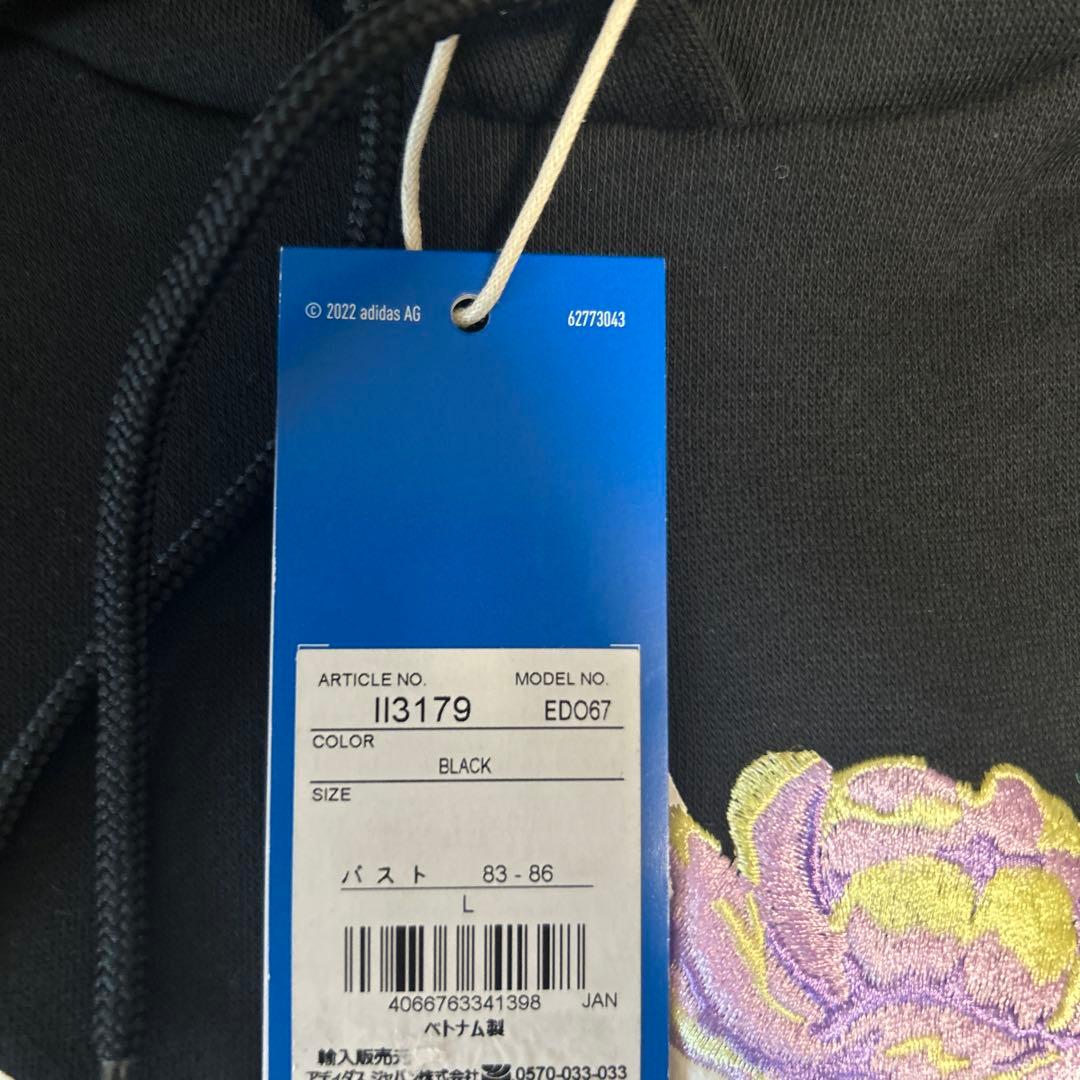 © 2022 adidas AG
62773043
ARTICLE NO. MODEL NO.
II3179 EDO67
COLOR
BLACK
SIZE
バスト 83 - 86
L
4066763341398 JAN
ベトナム製
輸入販売元
アディダス ジャパン株式会社 0570-033-033